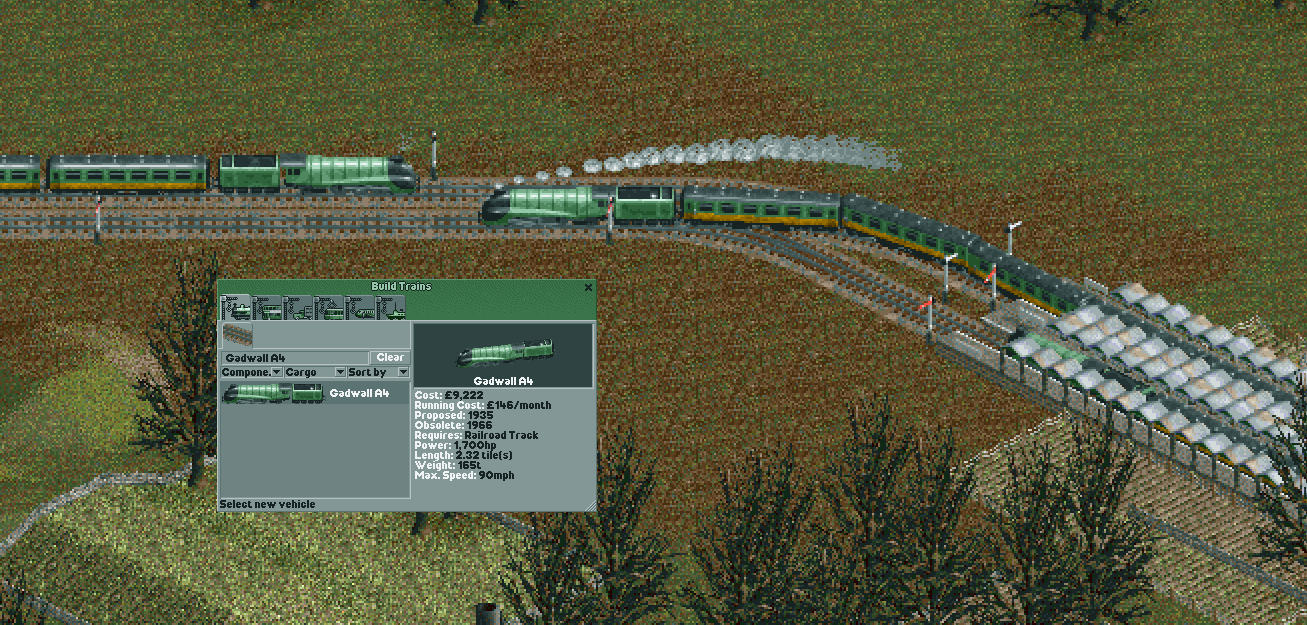 Build Trains
Gadwall A4
Clear
Compone.
Cargo
Sort by
Gadwall A4
Gadwall A4
Cost: £9,222
Running Cost: £146/month
Proposed: 1935
Obsolete: 1966
Requires: Railroad Track
Power: 1,700hp
Length: 2.32 tile(s)
Weight: 165t
Max. Speed: 90mph
Select new vehicle